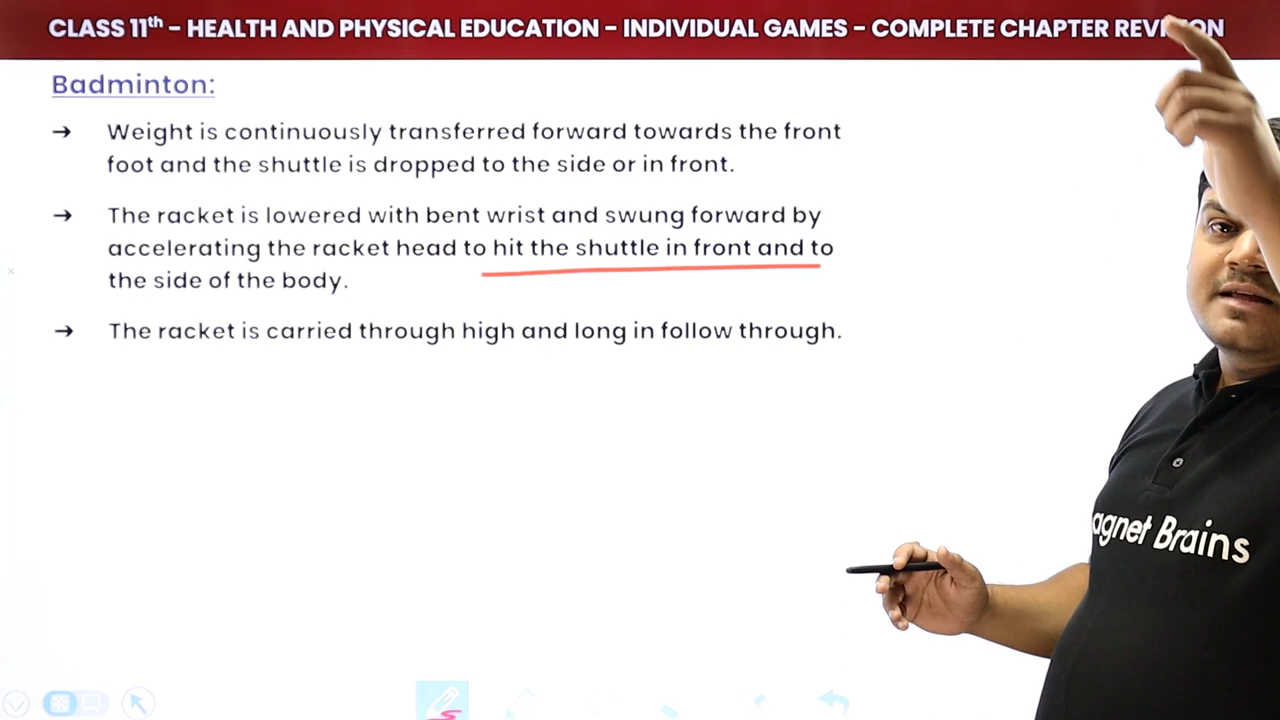 CLASS 11th – HEALTH AND PHYSICAL EDUCATION – INDIVIDUAL GAMES – COMPLETE CHAPTER
Badminton:
→ Weight is continuously transferred forward towards the front
foot and the shuttle is dropped to the side or in front.
→ The racket is lowered with bent wrist and swung forward by
accelerating the racket head to hit the shuttle in front and to
the side of the body.
→ The racket is carried through high and long in follow through.
agnet Brains